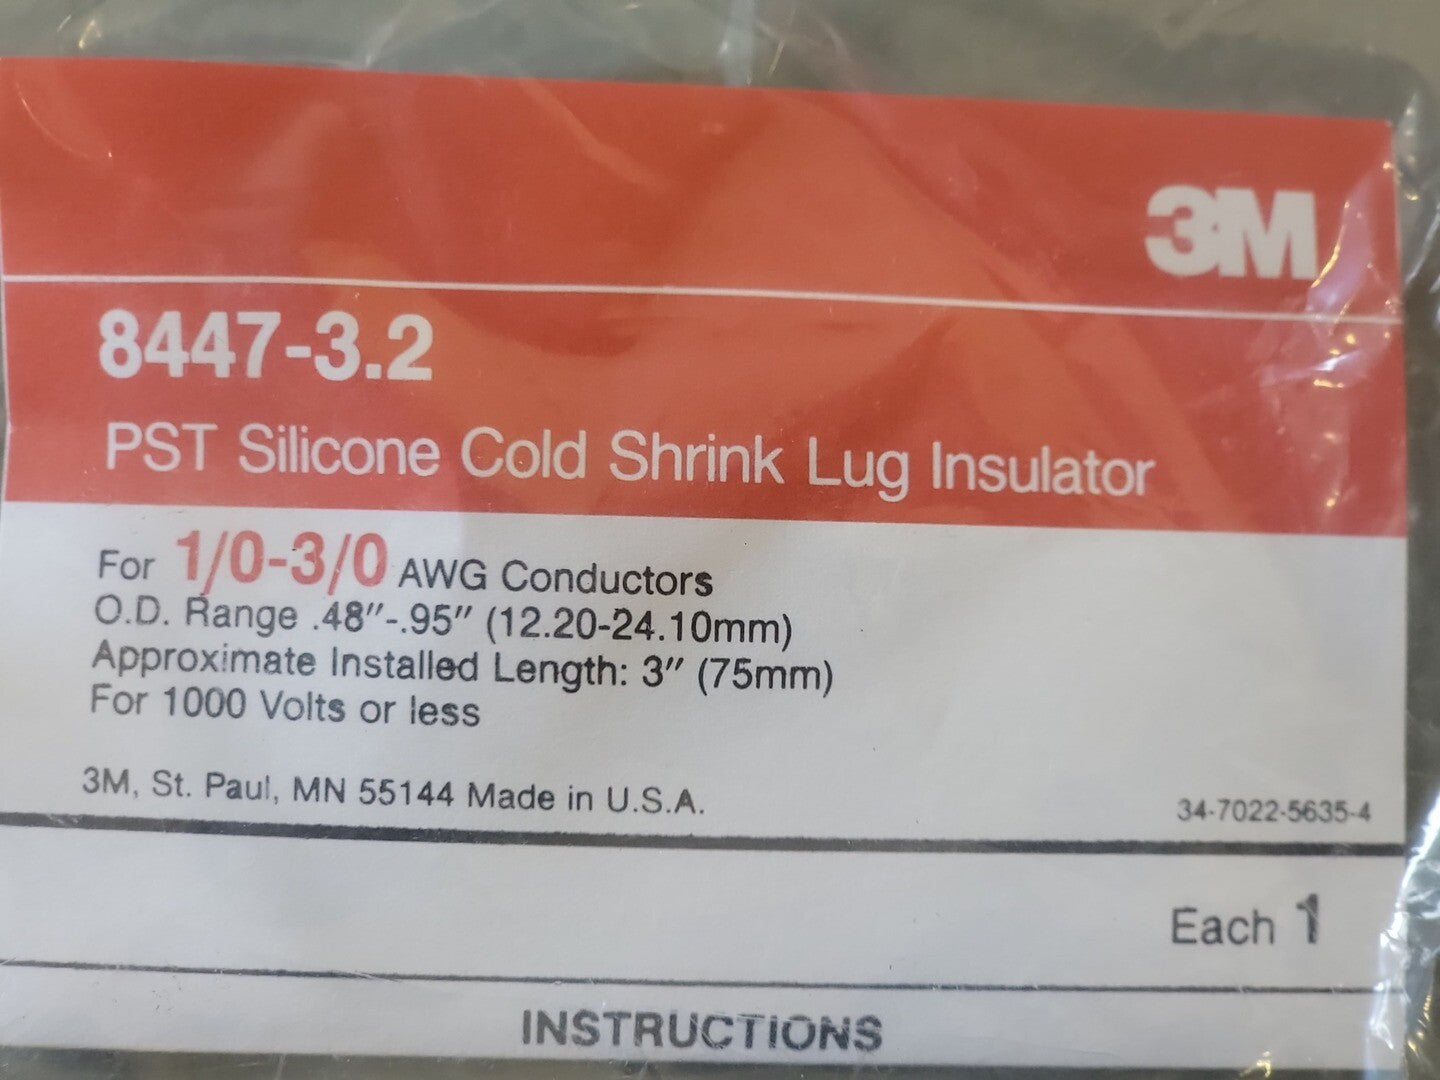 3M
8447-3.2
PST Silicone Cold Shrink Lug Insulator
For 1/0-3/0 AWG Conductors
O.D. Range .48″-.95″ (12.20-24.10mm)
Approximate Installed Length: 3″ (75mm)
For 1000 Volts or less
3M, St. Paul, MN 55144 Made in U.S.A.
34-7022-5635-4
Each 1
INSTRUCTIONS